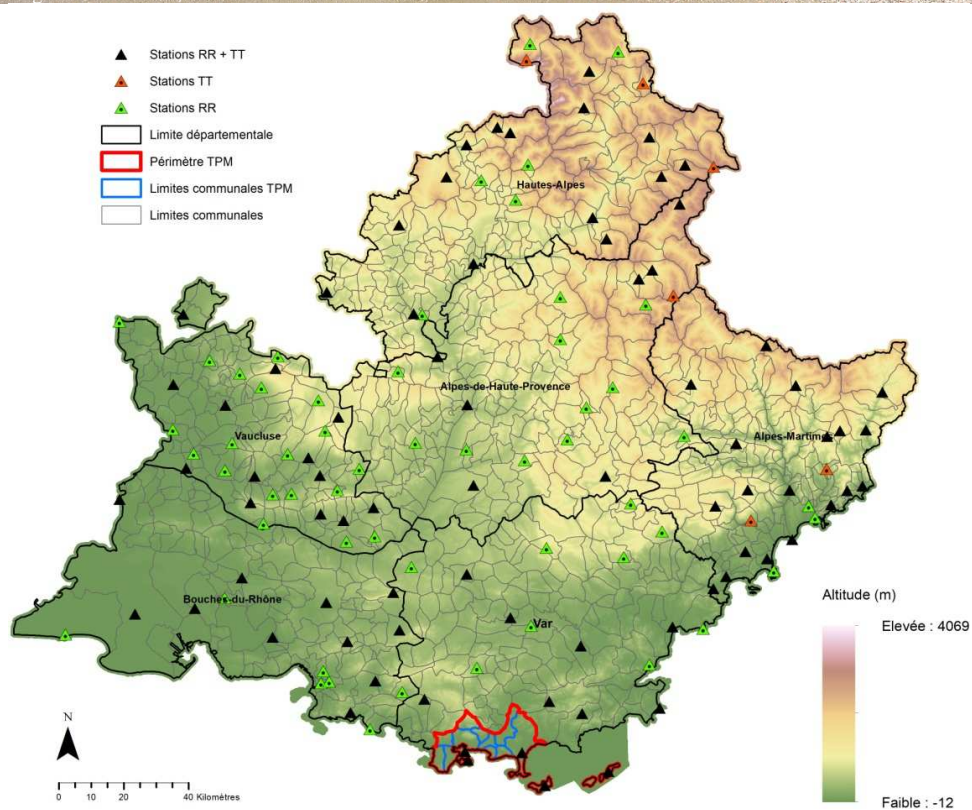 Stations RR + TT
Stations TT
Stations RR
Limite départementale
Périmètre TPM
Limites communales TPM
Limites communales
Hautes-Alpes
Alpes-de-Haute-Provence
Vaucluse
Alpes-Maritimes
Bouches-du-Rhône
Var
Altitude (m)
Elevée : 4069
Faible : -12
N
0 10 20 40 Kilomètres